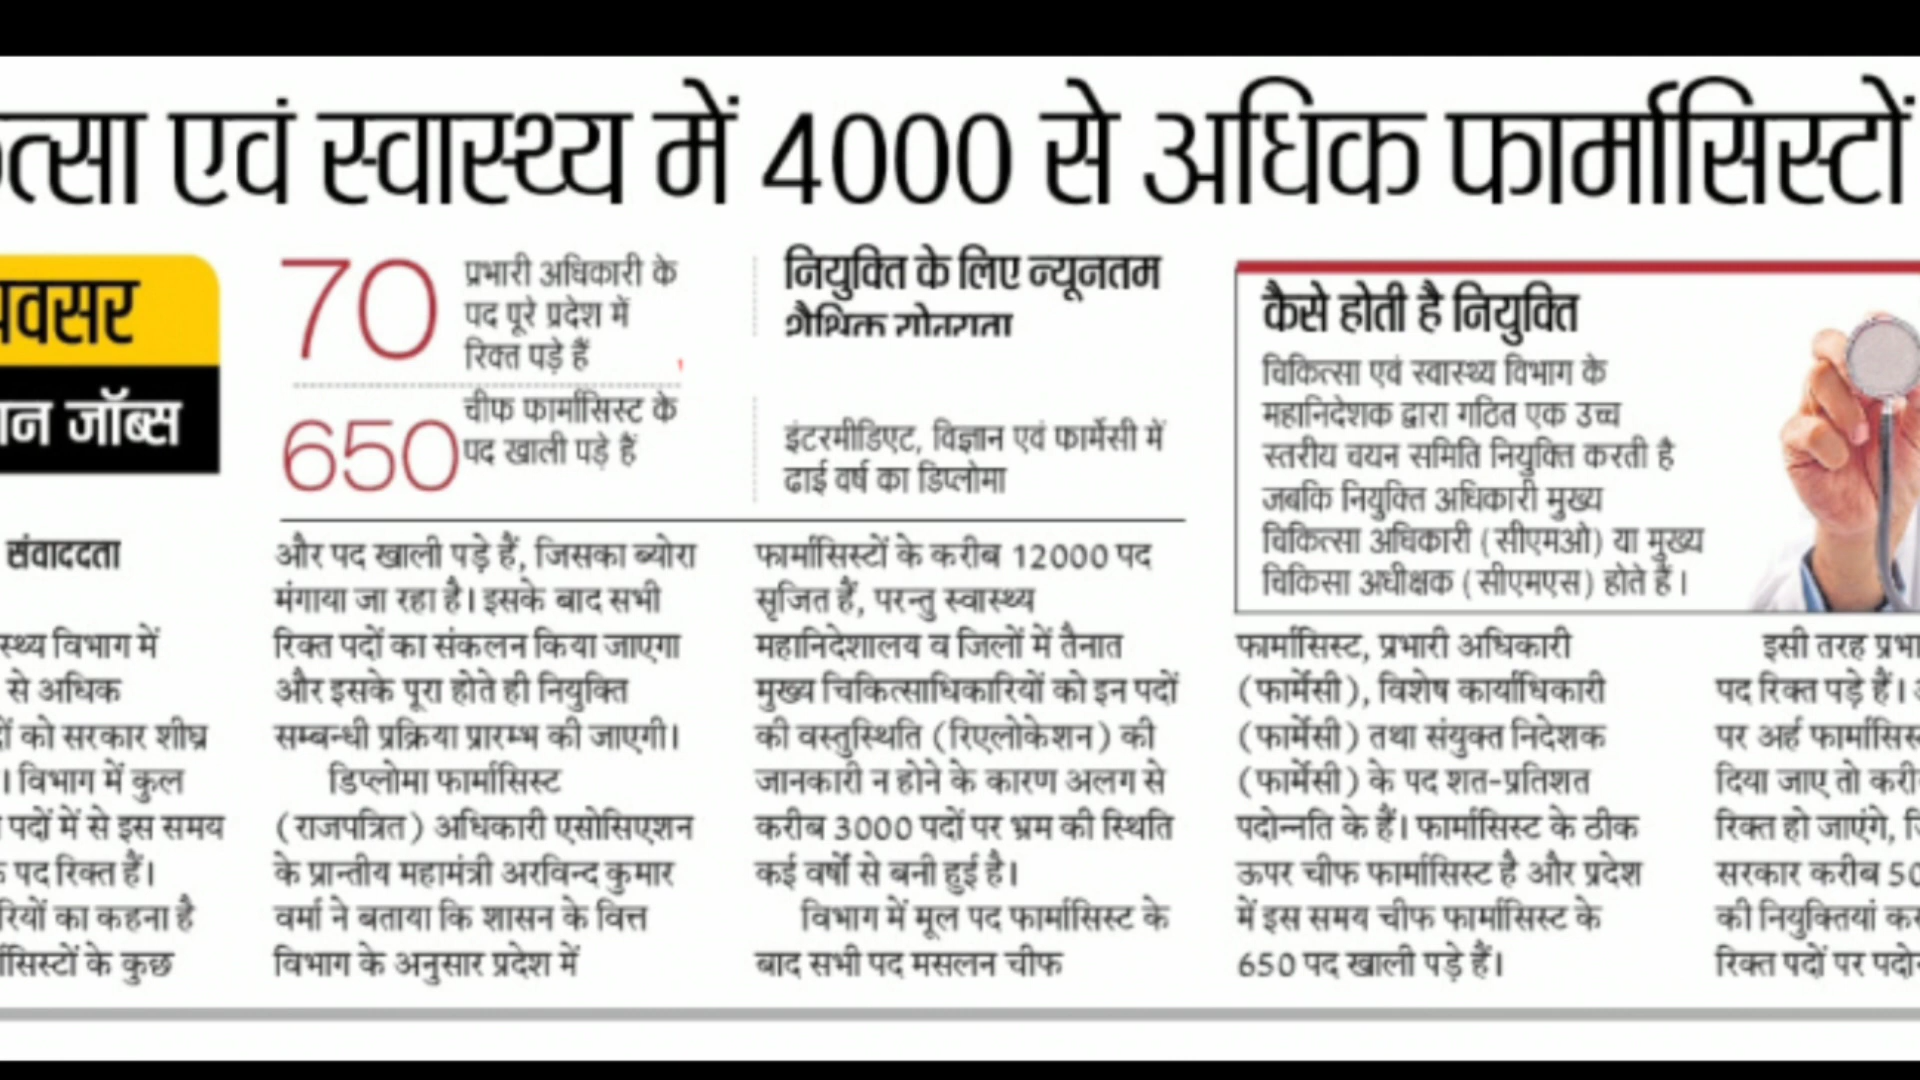 त्सा एवं स्वास्थ्य में 4000 से अधिक फार्मासिस्टों
वसर
न जॉब्स
70
प्रभारी अधिकारी के
पद पूरे प्रदेश में
रिक्त पड़े हैं
650
चीफ फार्मासिस्ट के
पद खाली पड़े हैं
नियुक्ति के लिए न्यूनतम
शैक्षिक योग्यता
इंटरमीडिएट, विज्ञान एवं फार्मेसी में
ढाई वर्ष का डिप्लोमा
कैसे होती है नियुक्ति
चिकित्सा एवं स्वास्थ्य विभाग के
महानिदेशक द्वारा गठित एक उच्च
स्तरीय चयन समिति नियुक्ति करती है
जबकि नियुक्ति अधिकारी मुख्य
चिकित्सा अधिकारी (सीएमओ) या मुख्य
चिकिसा अधीक्षक (सीएमएस) होते हैं।
संवाददता
स्थ्य विभाग में
से अधिक
ों को सरकार शीघ्र
। विभाग में कुल
पदों में से इस समय
पद रिक्त हैं।
रियों का कहना है
सिस्टों के कुछ
और पद खाली पड़े हैं, जिसका ब्योरा
मंगाया जा रहा है। इसके बाद सभी
रिक्त पदों का संकलन किया जाएगा
और इसके पूरा होते ही नियुक्ति
सम्बन्धी प्रक्रिया प्रारम्भ की जाएगी।
डिप्लोमा फार्मासिस्ट
(राजपत्रित) अधिकारी एसोसिएशन
के प्रान्तीय महामंत्री अरविन्द कुमार
वर्मा ने बताया कि शासन के वित्त
विभाग के अनुसार प्रदेश में
फार्मासिस्टों के करीब 12000 पद
सृजित हैं, परन्तु स्वास्थ्य
महानिदेशालय व जिलों में तैनात
मुख्य चिकित्साधिकारियों को इन पदों
की वस्तुस्थिति (रिएलोकेशन) की
जानकारी न होने के कारण अलग से
करीब 3000 पदों पर भ्रम की स्थिति
कई वर्षों से बनी हुई है।
विभाग में मूल पद फार्मासिस्ट के
बाद सभी पद मसलन चीफ
फार्मासिस्ट, प्रभारी अधिकारी
(फार्मेसी), विशेष कार्याधिकारी
(फार्मेसी) तथा संयुक्त निदेशक
(फार्मेसी) के पद शत-प्रतिशत
पदोन्नति के हैं। फार्मासिस्ट के ठीक
ऊपर चीफ फार्मासिस्ट है और प्रदेश
में इस समय चीफ फार्मासिस्ट के
650 पद खाली पड़े हैं।
इसी तरह प्रभा
पद रिक्त पड़े हैं।
पर अर्ह फार्मासिस
दिया जाए तो करी
रिक्त हो जाएंगे,
सरकार करीब 50
की नियुक्तियां कर
रिक्त पदों पर पदो